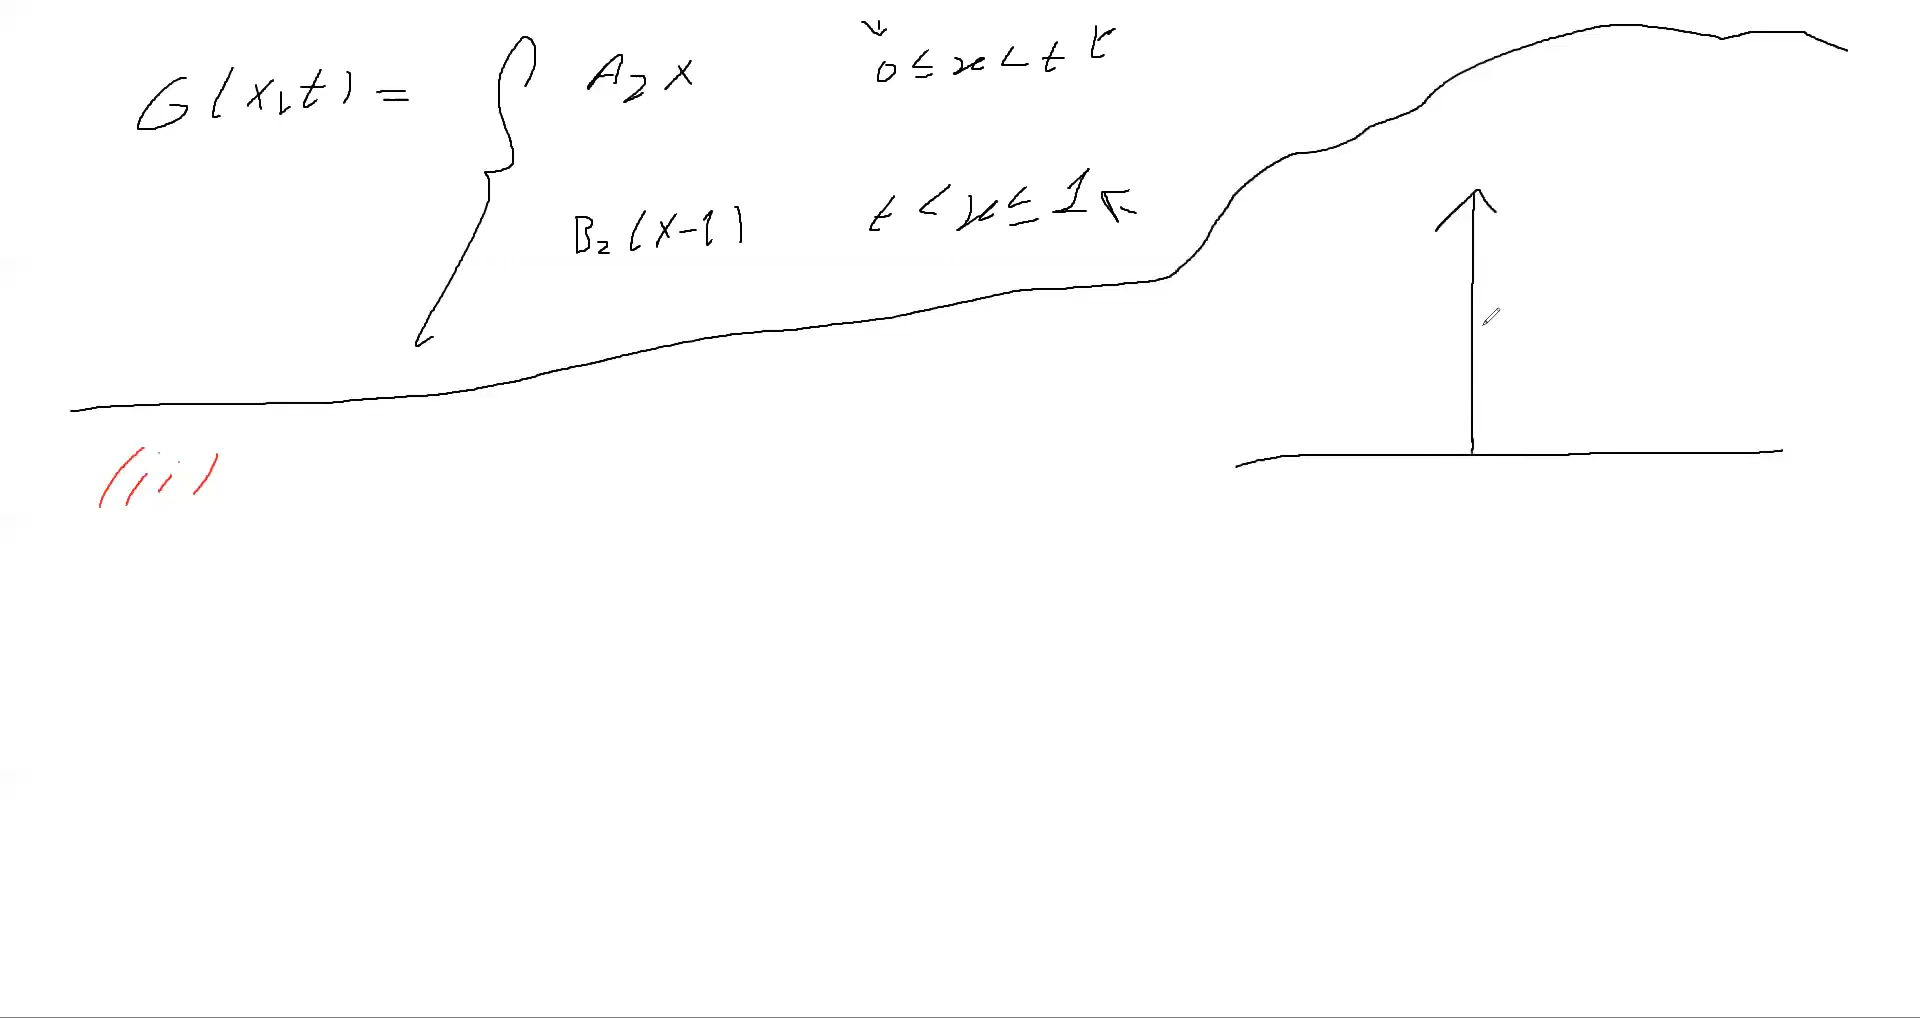 G(x,t) = { A₂x 0 ≤ x < t
B₂(x-1) t < x ≤ 1
(ii)